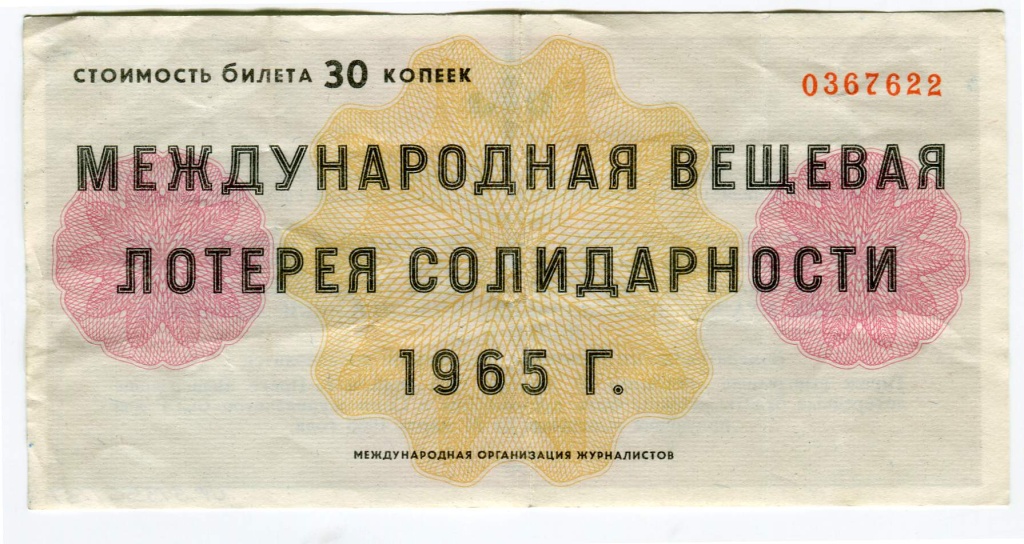 СТОИМОСТЬ БИЛЕТА 30 КОПЕЕК
0367622
МЕЖДУНАРОДНАЯ ВЕЩЕВАЯ
ЛОТЕРЕЯ СОЛИДАРНОСТИ
1965 Г.
МЕЖДУНАРОДНАЯ ОРГАНИЗАЦИЯ ЖУРНАЛИСТОВ